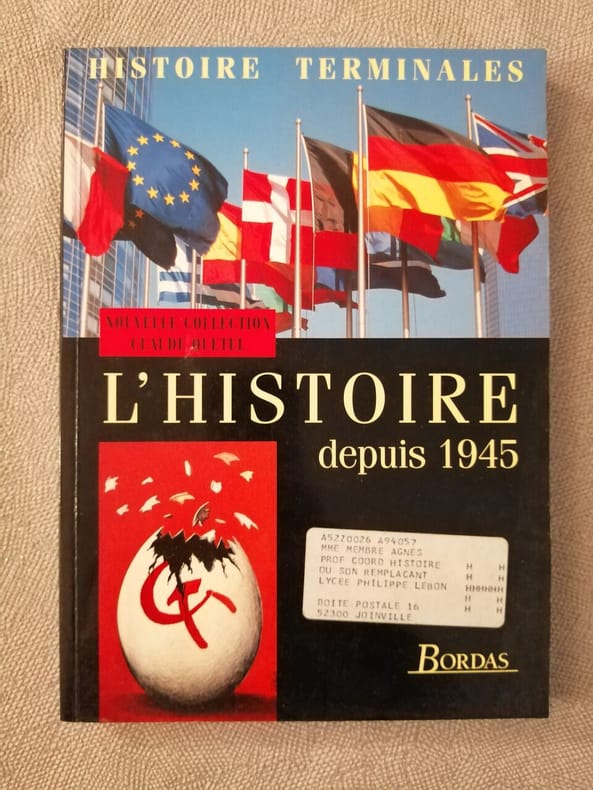 HISTOIRE TERMINALES
NOUVELLE COLLECTION
CLAUDE QUETEL
L'HISTOIRE
depuis 1945
A52Z0026 A94057
MME MEMBRE AGNES
PROF COORD HISTOIRE H H
OU SON REMPLACANT H H
LYCEE PHILIPPE LEBON HHHHHH
H H
BOITE POSTALE 16 H H
52300 JOINVILLE
BORDAS